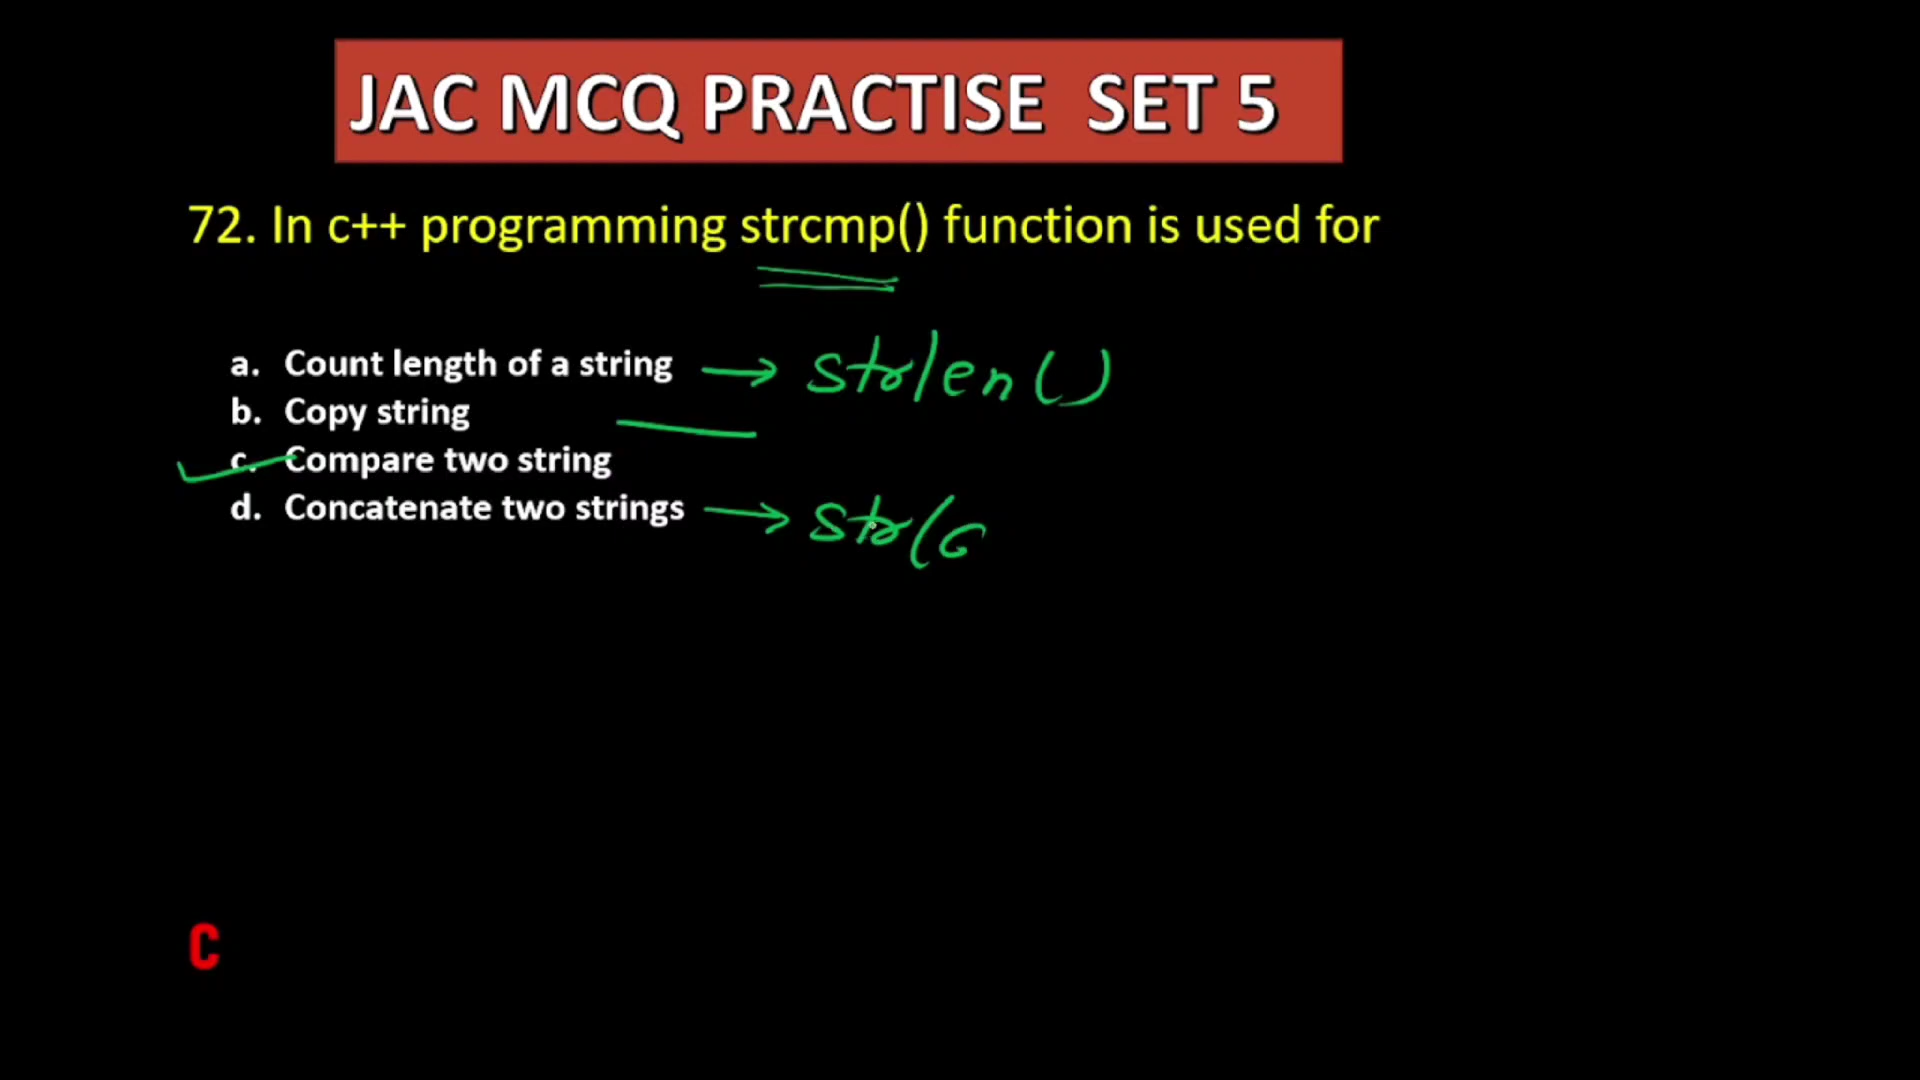 JAC MCQ PRACTISE SET 5
72. In c++ programming strcmp() function is used for
a. Count length of a string → strlen()
b. Copy string
c. Compare two string
d. Concatenate two strings → str
C